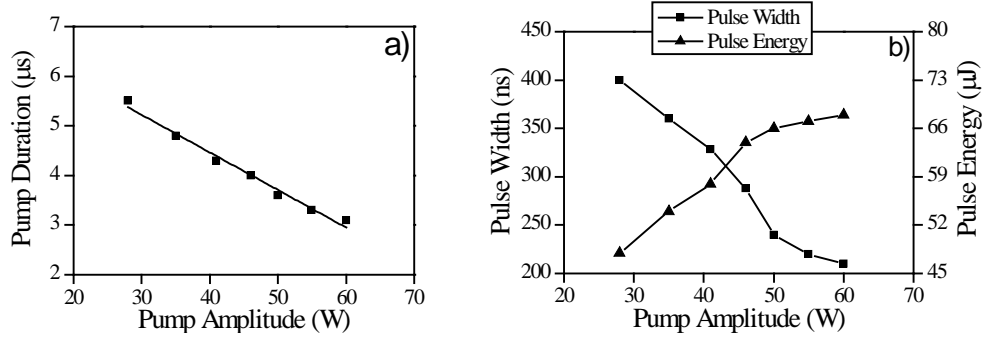 a)
Pump Duration (µs)
7
6
5
4
3
2
20 30 40 50 60 70
Pump Amplitude (W)
Pulse Width
Pulse Energy
b)
Pulse Width (ns)
450
400
350
300
250
200
20 30 40 50 60 70
Pump Amplitude (W)
80
73
66
59
52
45
Pulse Energy (µJ)